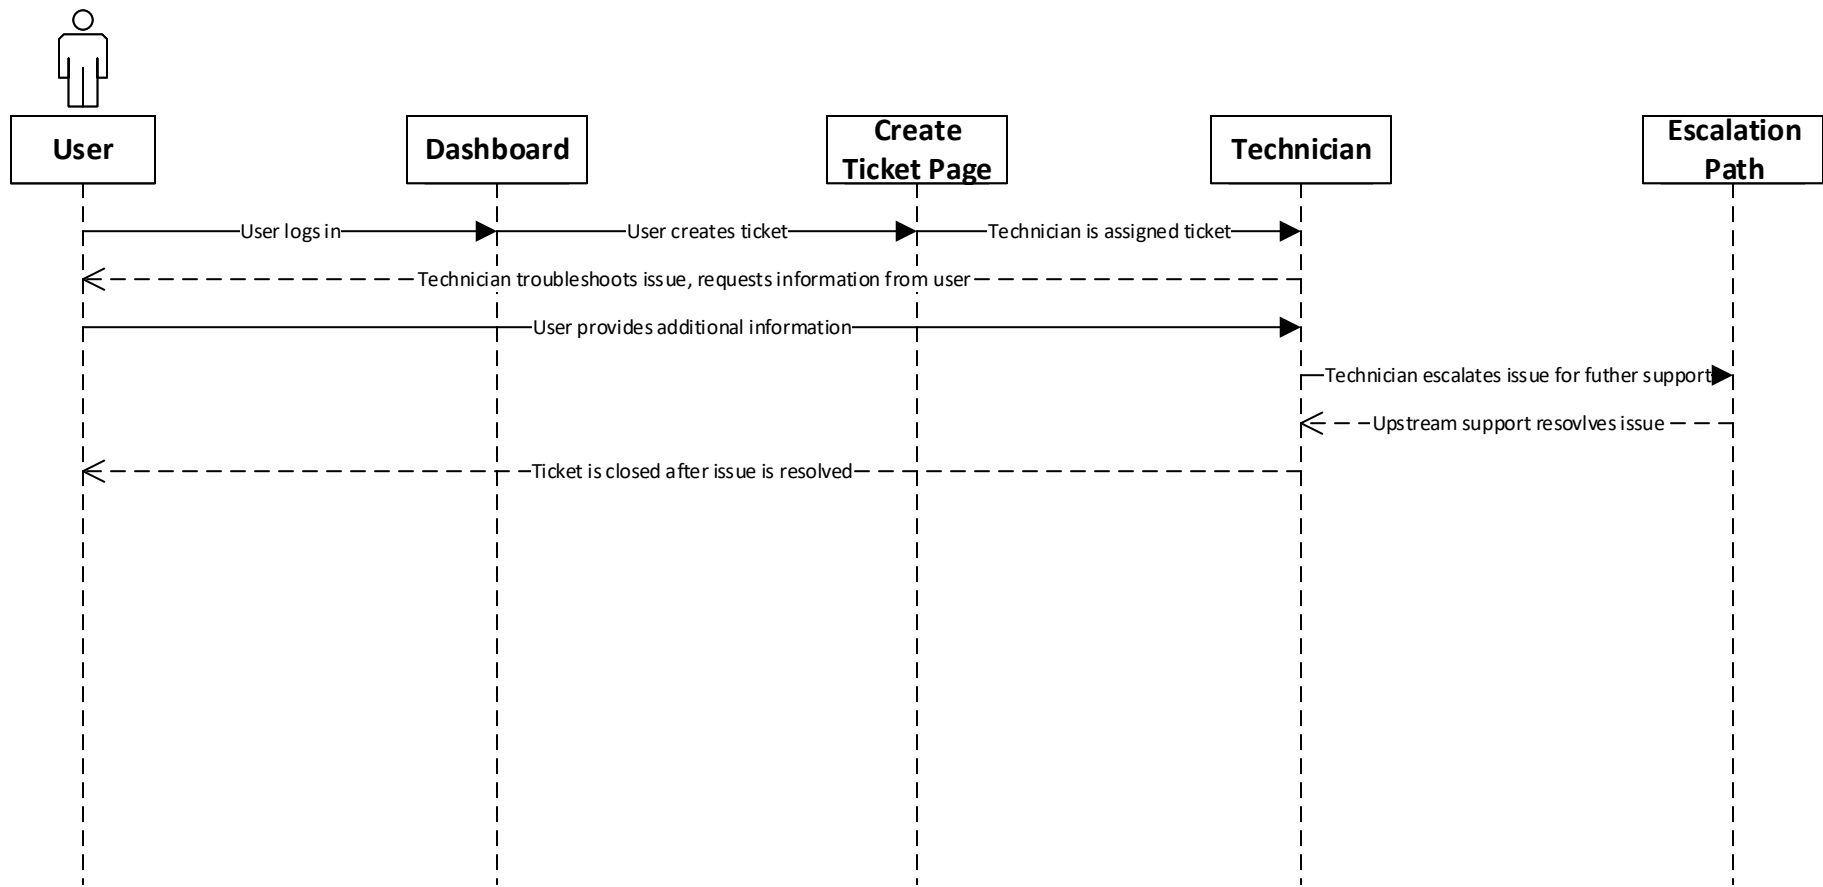 User
Dashboard
Create
Ticket Page
Technician
Escalation
Path
User logs in
User creates ticket
Technician is assigned ticket
Technician troubleshoots issue, requests information from user
User provides additional information
Technician escalates issue for futher support
Upstream support resovlves issue
Ticket is closed after issue is resolved